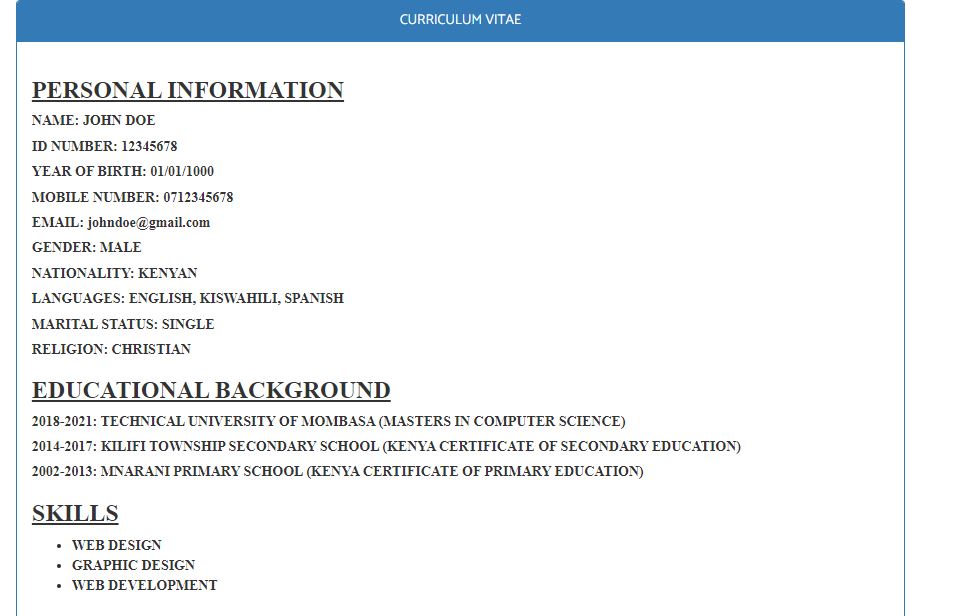 CURRICULUM VITAE
PERSONAL INFORMATION
NAME: JOHN DOE
ID NUMBER: 12345678
YEAR OF BIRTH: 01/01/1000
MOBILE NUMBER: 0712345678
EMAIL: johndoe@gmail.com
GENDER: MALE
NATIONALITY: KENYAN
LANGUAGES: ENGLISH, KISWAHILI, SPANISH
MARITAL STATUS: SINGLE
RELIGION: CHRISTIAN
EDUCATIONAL BACKGROUND
2018-2021: TECHNICAL UNIVERSITY OF MOMBASA (MASTERS IN COMPUTER SCIENCE)
2014-2017: KILIFI TOWNSHIP SECONDARY SCHOOL (KENYA CERTIFICATE OF SECONDARY EDUCATION)
2002-2013: MNARANI PRIMARY SCHOOL (KENYA CERTIFICATE OF PRIMARY EDUCATION)
SKILLS
• WEB DESIGN
• GRAPHIC DESIGN
• WEB DEVELOPMENT